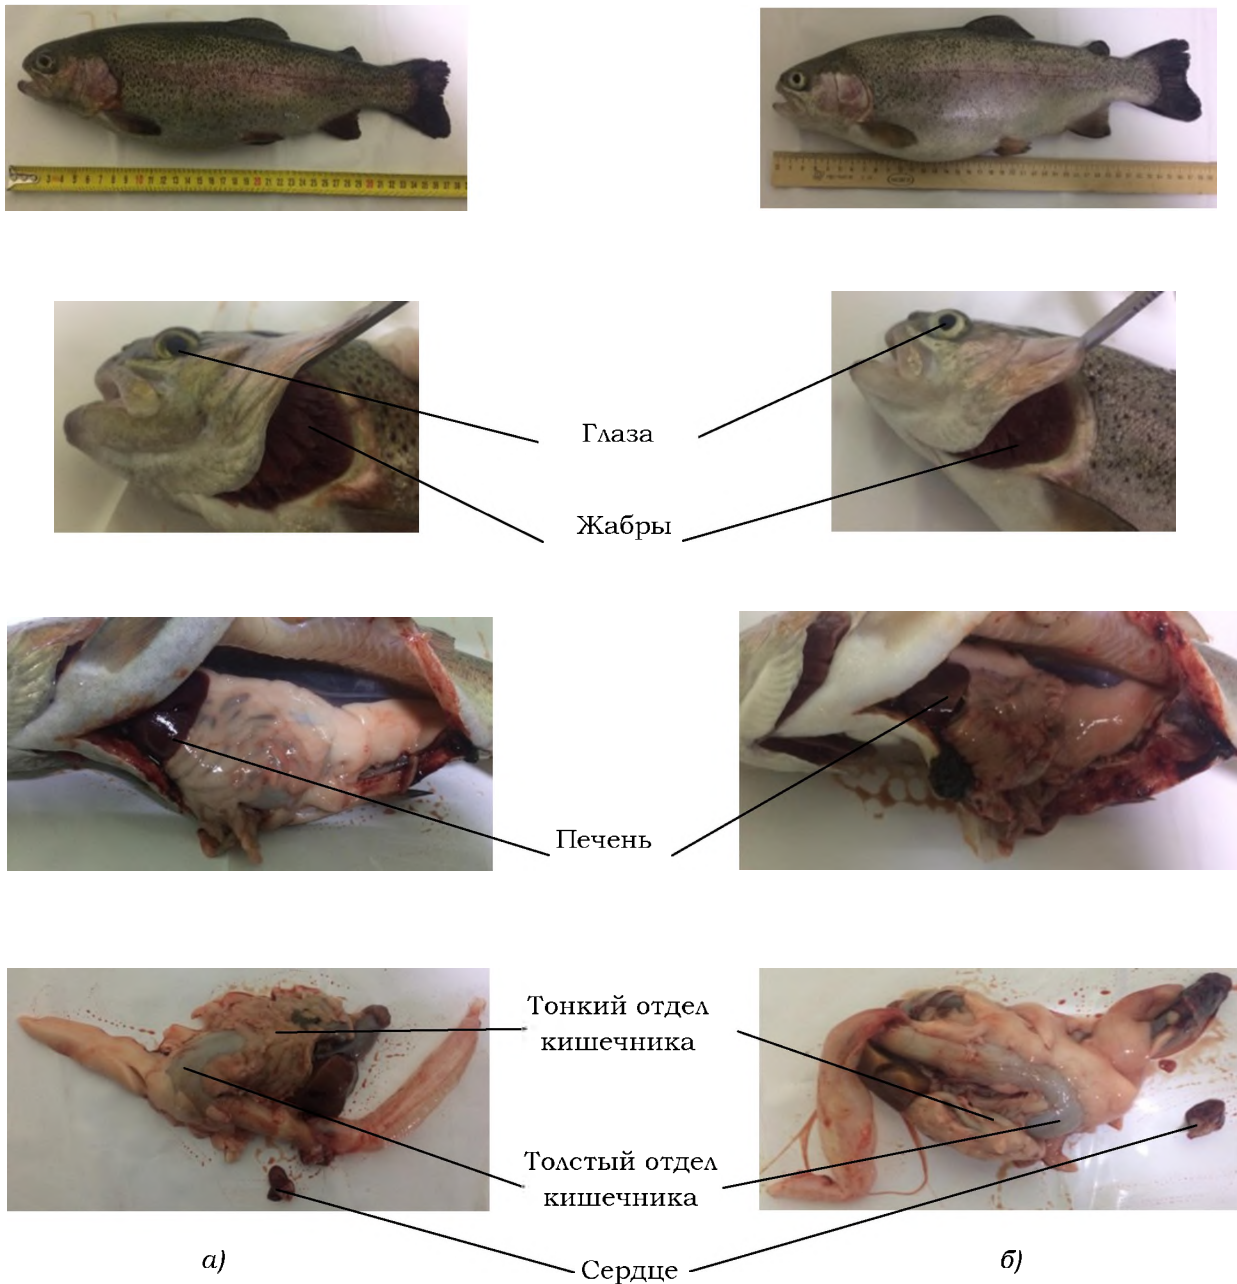 Глаза
Жабры
Печень
Тонкий отдел
кишечника
Толстый отдел
кишечника
Сердце
а)
б)